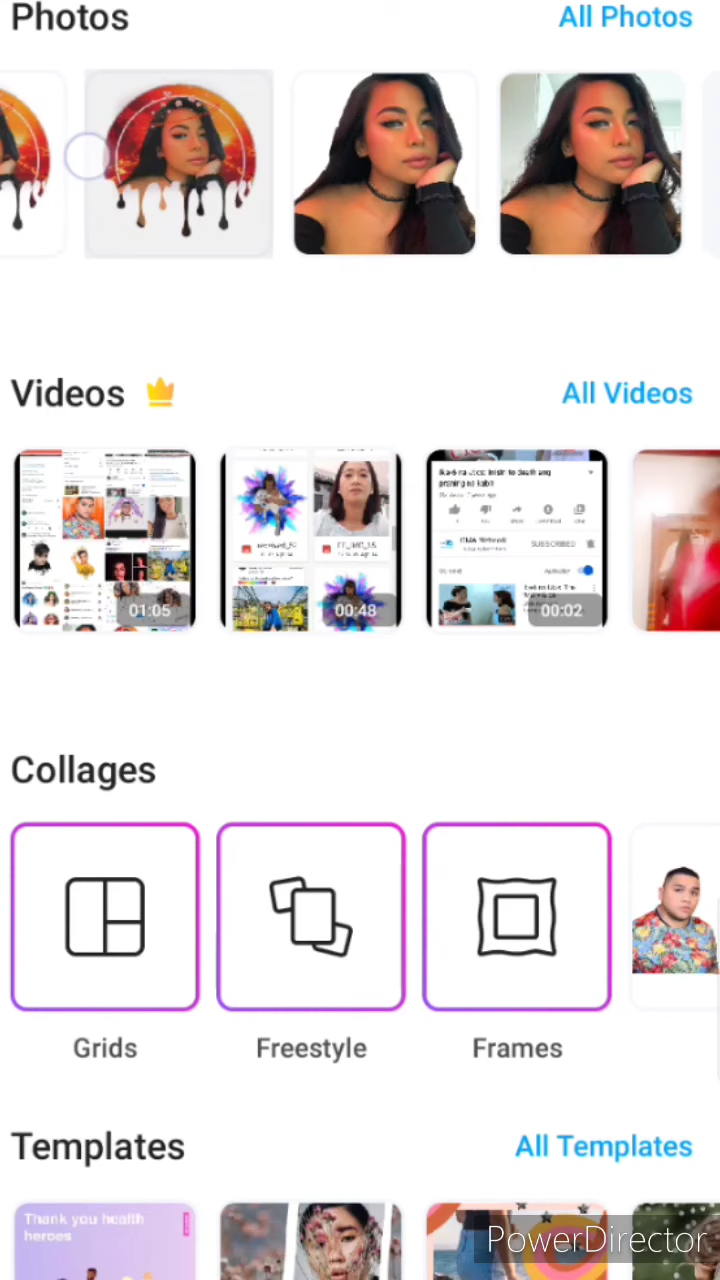 Photos
All Photos
Videos
All Videos
SUBSCRIBED
01:05
00:48
00:02
Collages
Grids
Freestyle
Frames
Templates
All Templates
Thank you health
heroes
PowerDirector